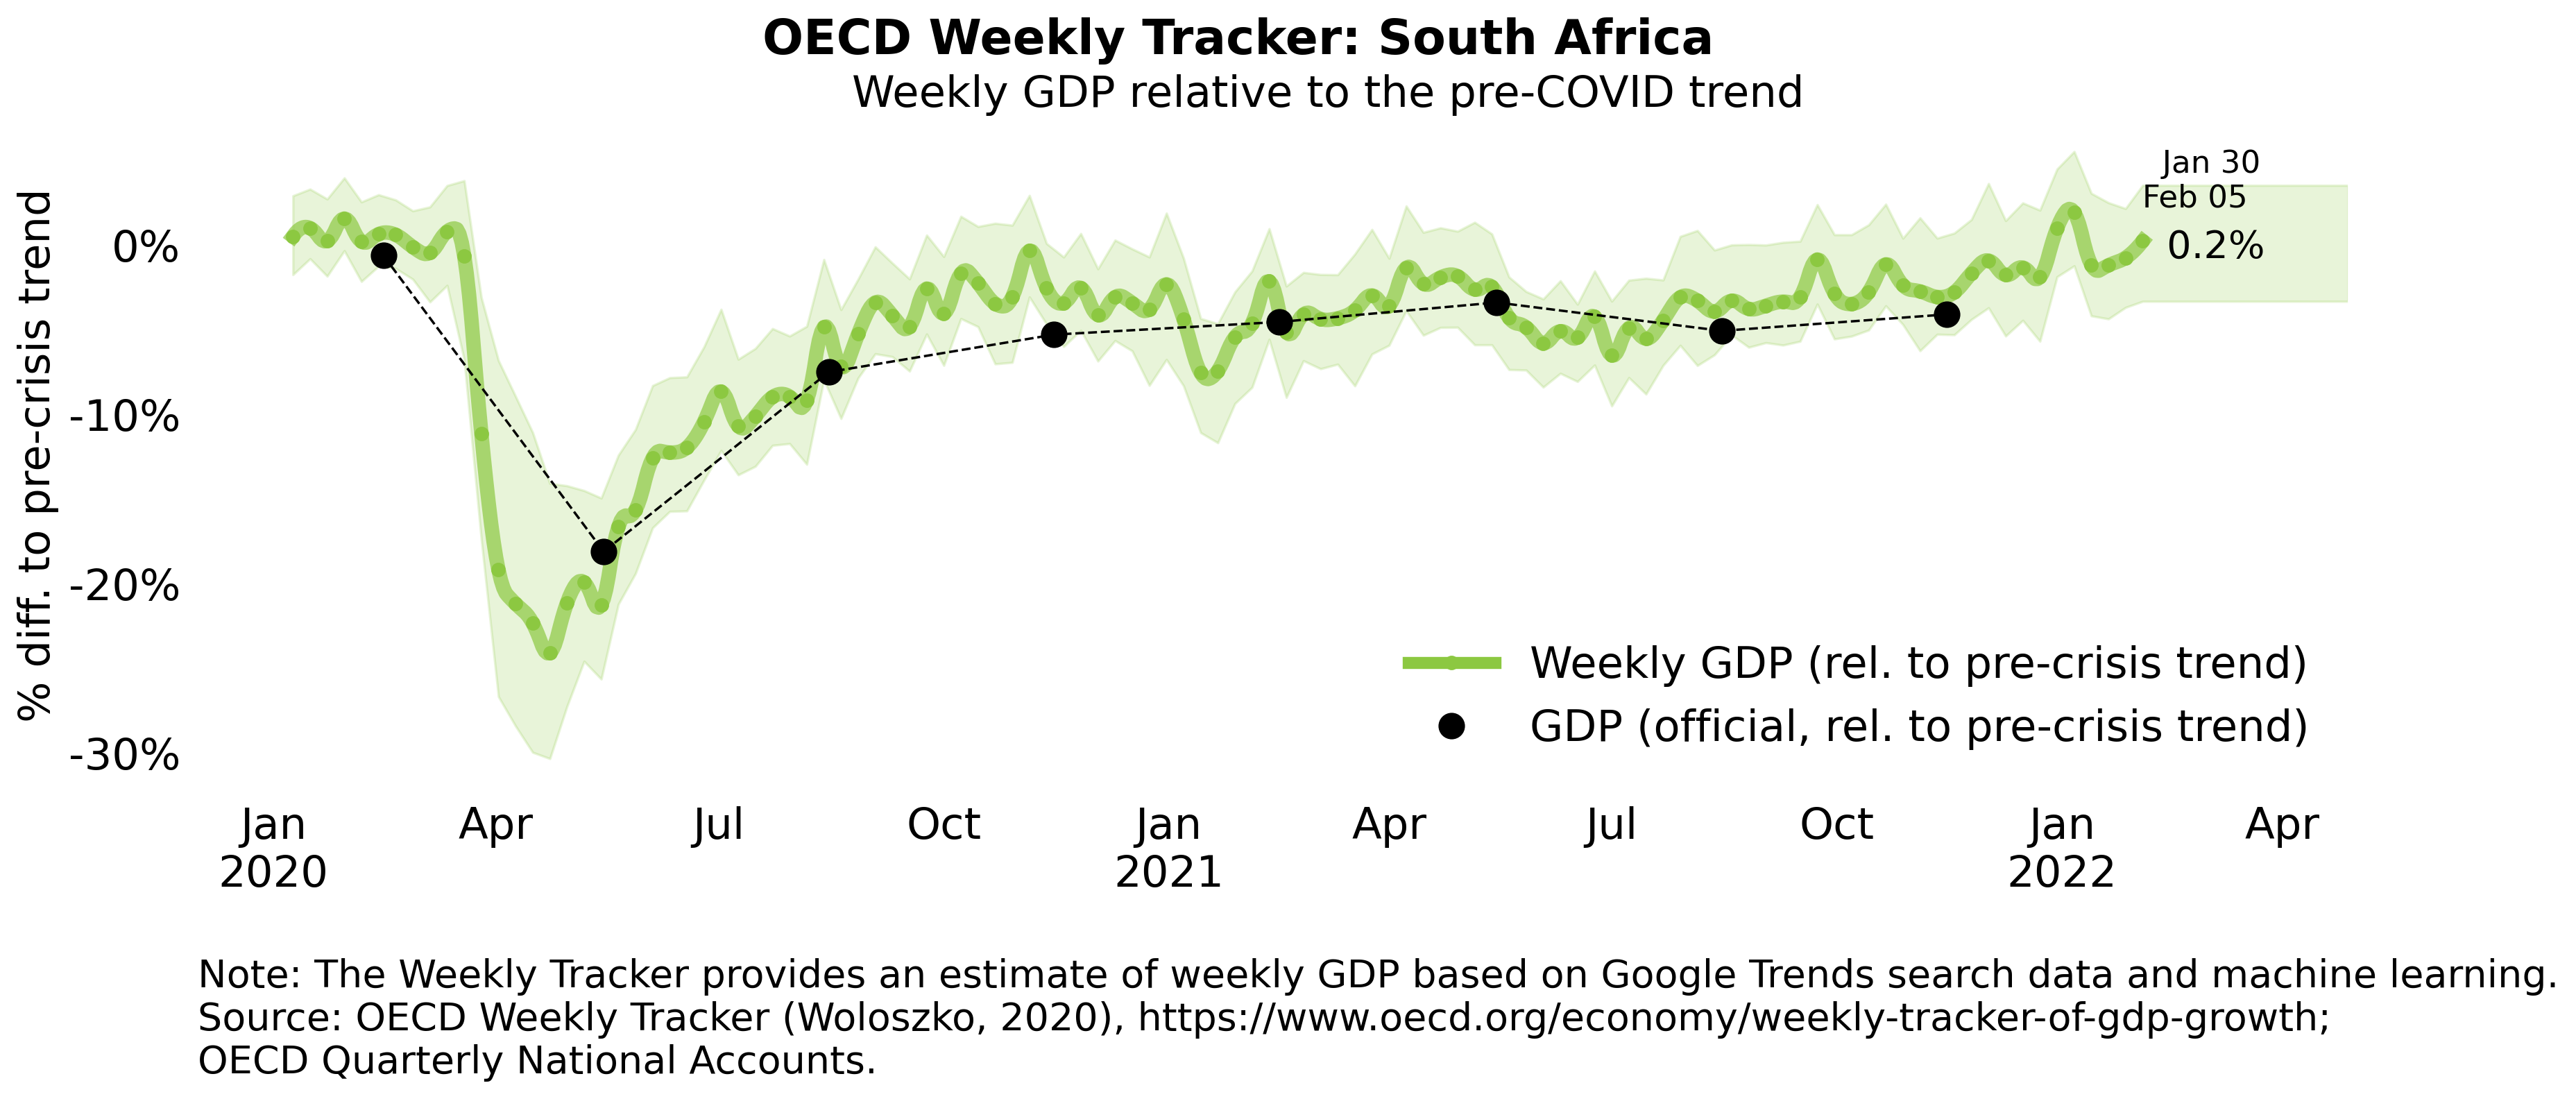 OECD Weekly Tracker: South Africa
Weekly GDP relative to the pre-COVID trend
% diff. to pre-crisis trend
0%
-10%
-20%
-30%
Jan 30
Feb 05
0.2%
Weekly GDP (rel. to pre-crisis trend)
GDP (official, rel. to pre-crisis trend)
Jan Apr Jul Oct Jan Apr Jul Oct Jan Apr
2020 2021 2022
Note: The Weekly Tracker provides an estimate of weekly GDP based on Google Trends search data and machine learning.
Source: OECD Weekly Tracker (Woloszko, 2020), https://www.oecd.org/economy/weekly-tracker-of-gdp-growth;
OECD Quarterly National Accounts.